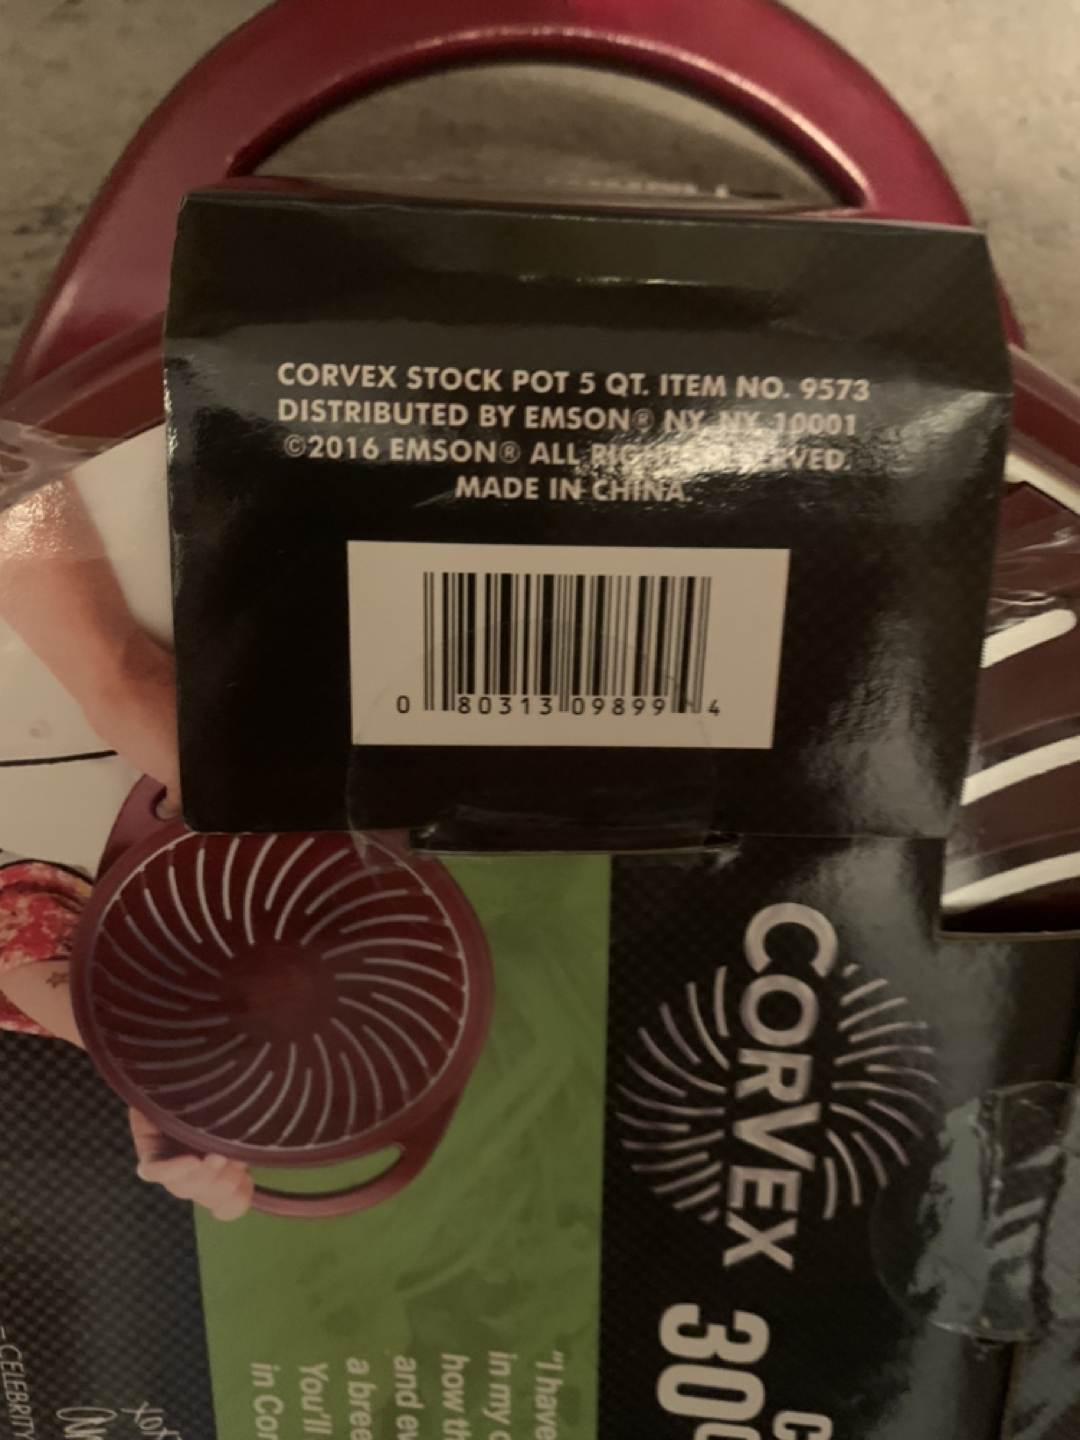 CORVEX STOCK POT 5 QT. ITEM NO. 9573
DISTRIBUTED BY EMSON® NY, NY 10001
©2016 EMSON® ALL RIGHTS RESERVED.
MADE IN CHINA.
0 80313 09899 4
CORVEX
300
"I have
in my
how th
and ev
a bree
You'll
in Cor
xox
– CELEBRITY